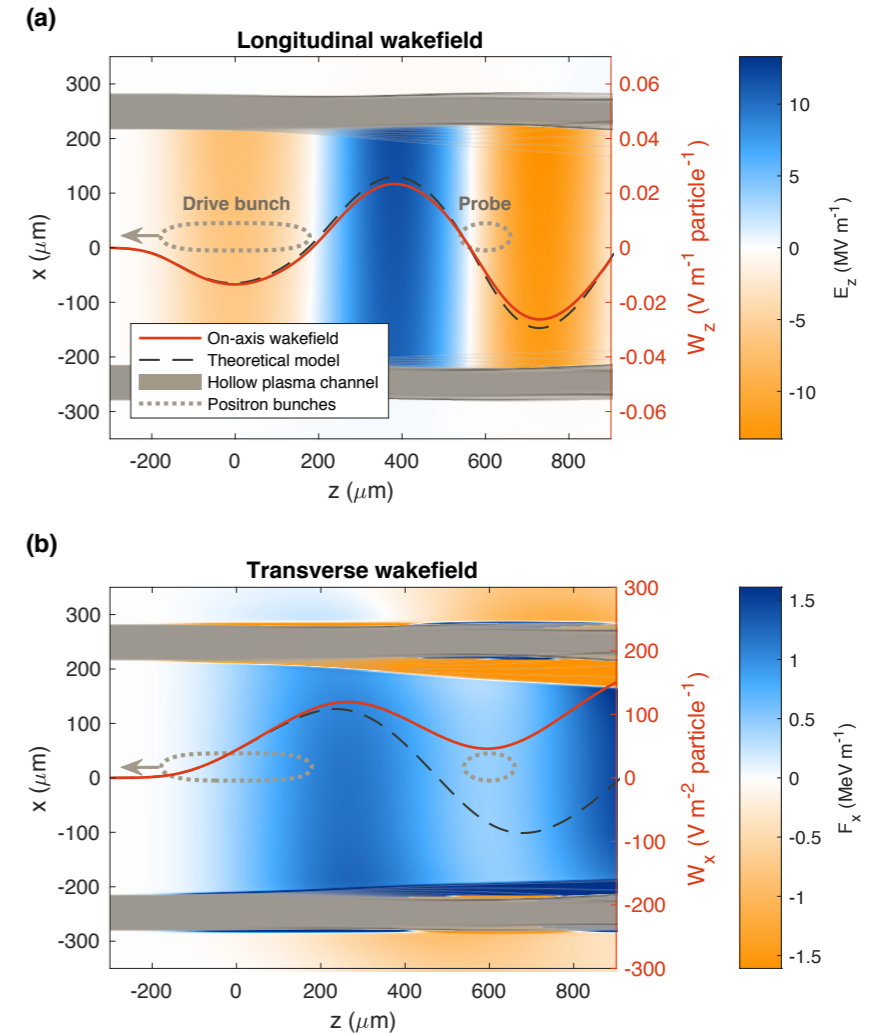 (a)
Longitudinal wakefield
300
200
100
0
-100
-200
-300
x (μm)
Drive bunch
Probe
On-axis wakefield
Theoretical model
Hollow plasma channel
Positron bunches
-200
0
200
400
600
800
z (μm)
0.06
0.04
0.02
0
-0.02
-0.04
-0.06
W_z (V m⁻¹ particle⁻¹)
10
5
0
-5
-10
E_z (MV m⁻¹)
(b)
Transverse wakefield
300
200
100
0
-100
-200
-300
x (μm)
-200
0
200
400
600
800
z (μm)
300
200
100
0
-100
-200
-300
W_x (V m⁻² particle⁻¹)
1.5
1
0.5
0
-0.5
-1
-1.5
F_x (MeV m⁻¹)